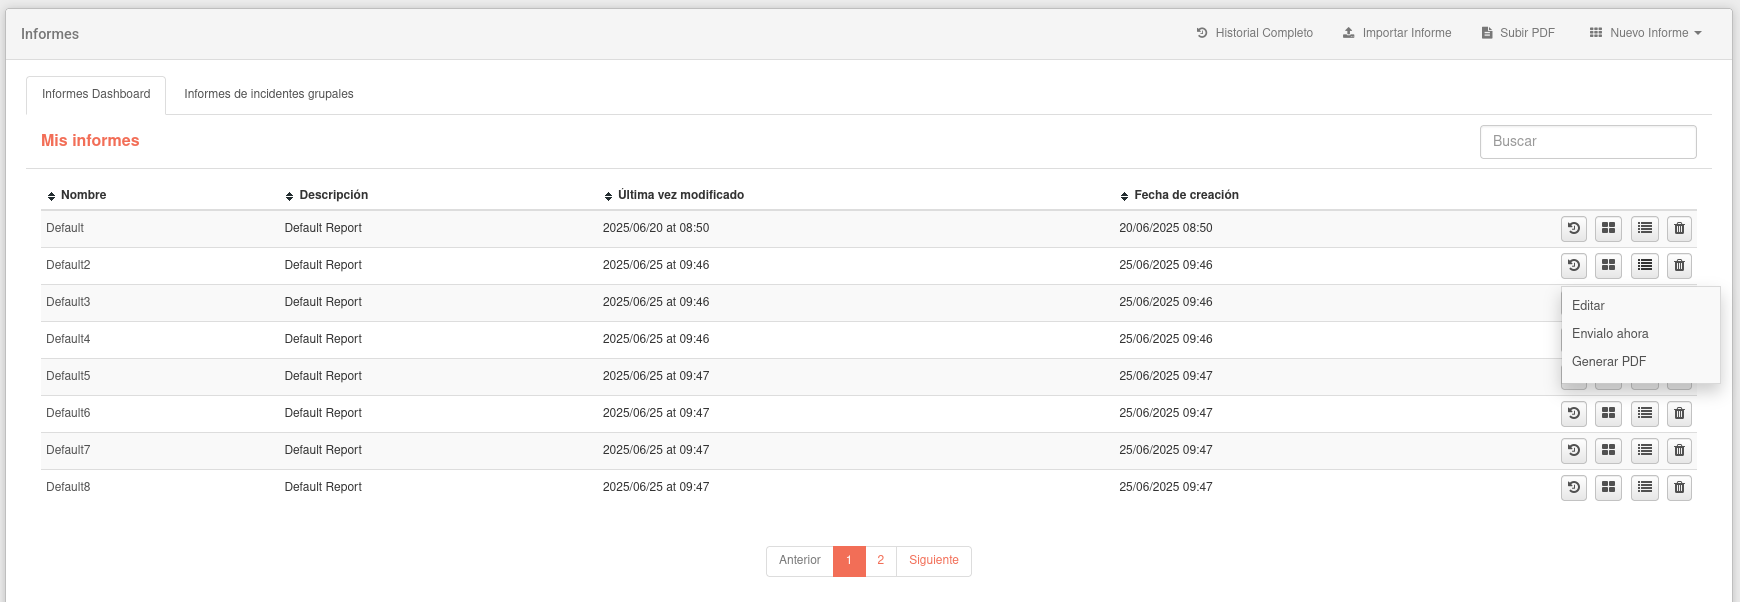 Informes
Historial Completo Importar Informe Subir PDF Nuevo Informe
Informes Dashboard Informes de incidentes grupales
Mis informes Buscar
Nombre Descripción Última vez modificado Fecha de creación
Default Default Report 2025/06/20 at 08:50 20/06/2025 08:50
Default2 Default Report 2025/06/25 at 09:46 25/06/2025 09:46
Default3 Default Report 2025/06/25 at 09:46 25/06/2025 09:46
Editar
Default4 Default Report 2025/06/25 at 09:46 25/06/2025 09:46
Envialo ahora
Generar PDF
Default5 Default Report 2025/06/25 at 09:47 25/06/2025 09:47
Default6 Default Report 2025/06/25 at 09:47 25/06/2025 09:47
Default7 Default Report 2025/06/25 at 09:47 25/06/2025 09:47
Default8 Default Report 2025/06/25 at 09:47 25/06/2025 09:47
Anterior 1 2 Siguiente